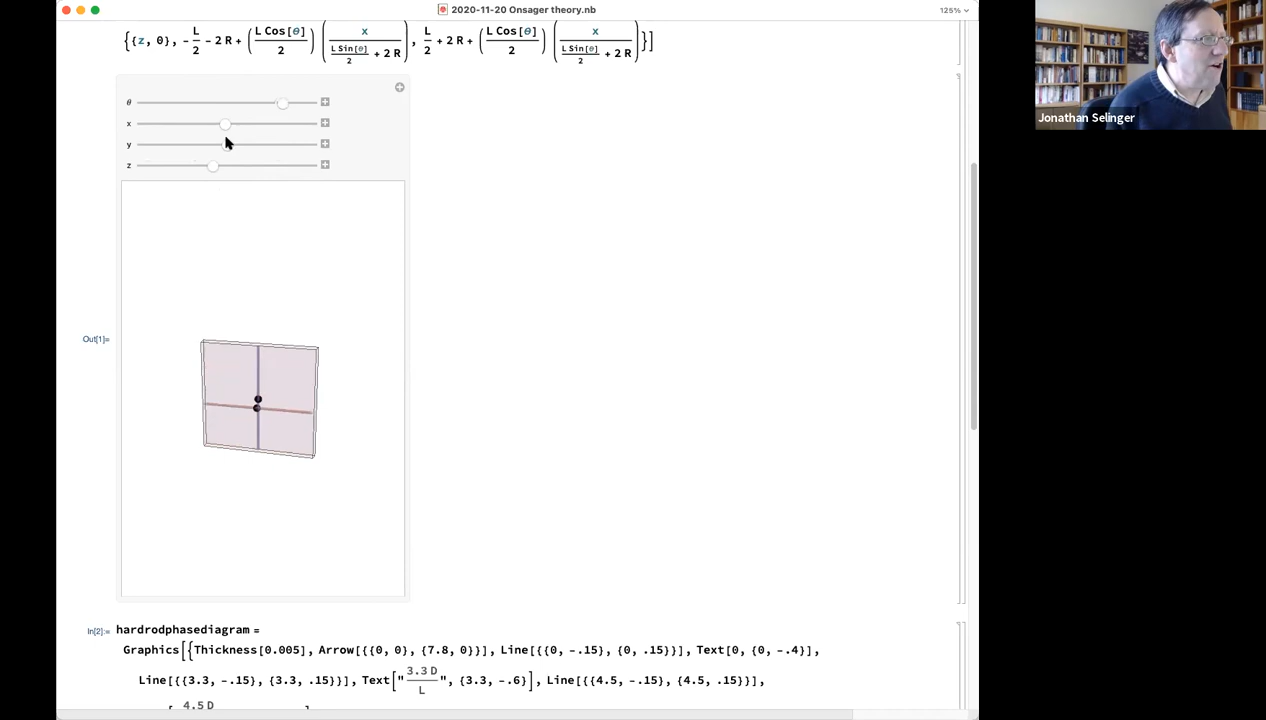 2020-11-20 Onsager theory.nb
125%
{{z, 0}, -L/2 - 2 R + (L Cos[θ]/2) (x/(L Sin[θ]/2 + 2 R)), L/2 + 2 R + (L Cos[θ]/2) (x/(L Sin[θ]/2 + 2 R))}]
θ
x
y
z
Out[1]=
In[2]:= hardrodphasediagram =
Graphics[{{Thickness[0.005], Arrow[{{0, 0}, {7.8, 0}}], Line[{{0, -.15}, {0, .15}}], Text[0, {0, -.4}],
Line[{{3.3, -.15}, {3.3, .15}}], Text["3.3 D/L", {3.3, -.6}], Line[{{4.5, -.15}, {4.5, .15}}],
4.5 D
Jonathan Selinger